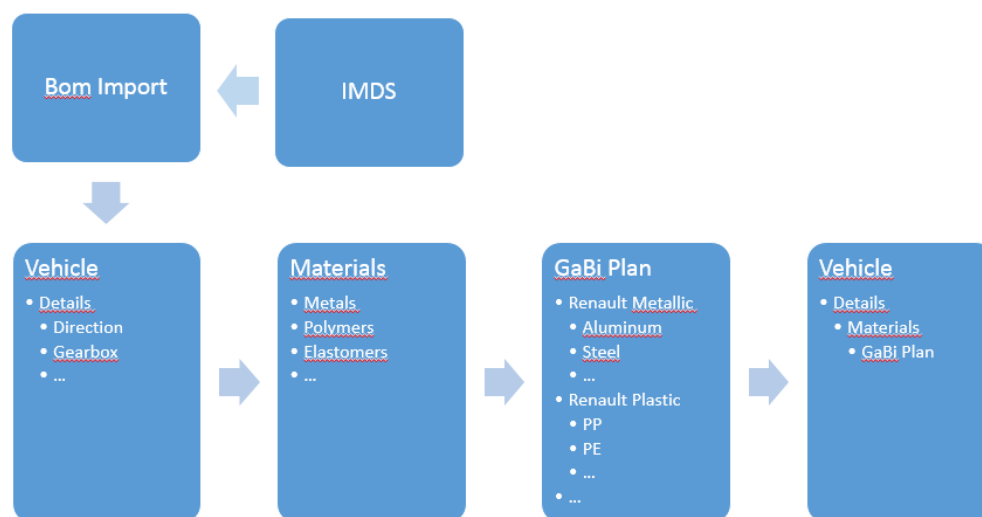 Bom Import
IMDS
Vehicle
• Details
• Direction
• Gearbox
• ...
Materials
• Metals
• Polymers
• Elastomers
• ...
GaBi Plan
• Renault Metallic
• Aluminum
• Steel
• ...
• Renault Plastic
• PP
• PE
• ...
• ...
Vehicle
• Details
• Materials
• GaBi Plan